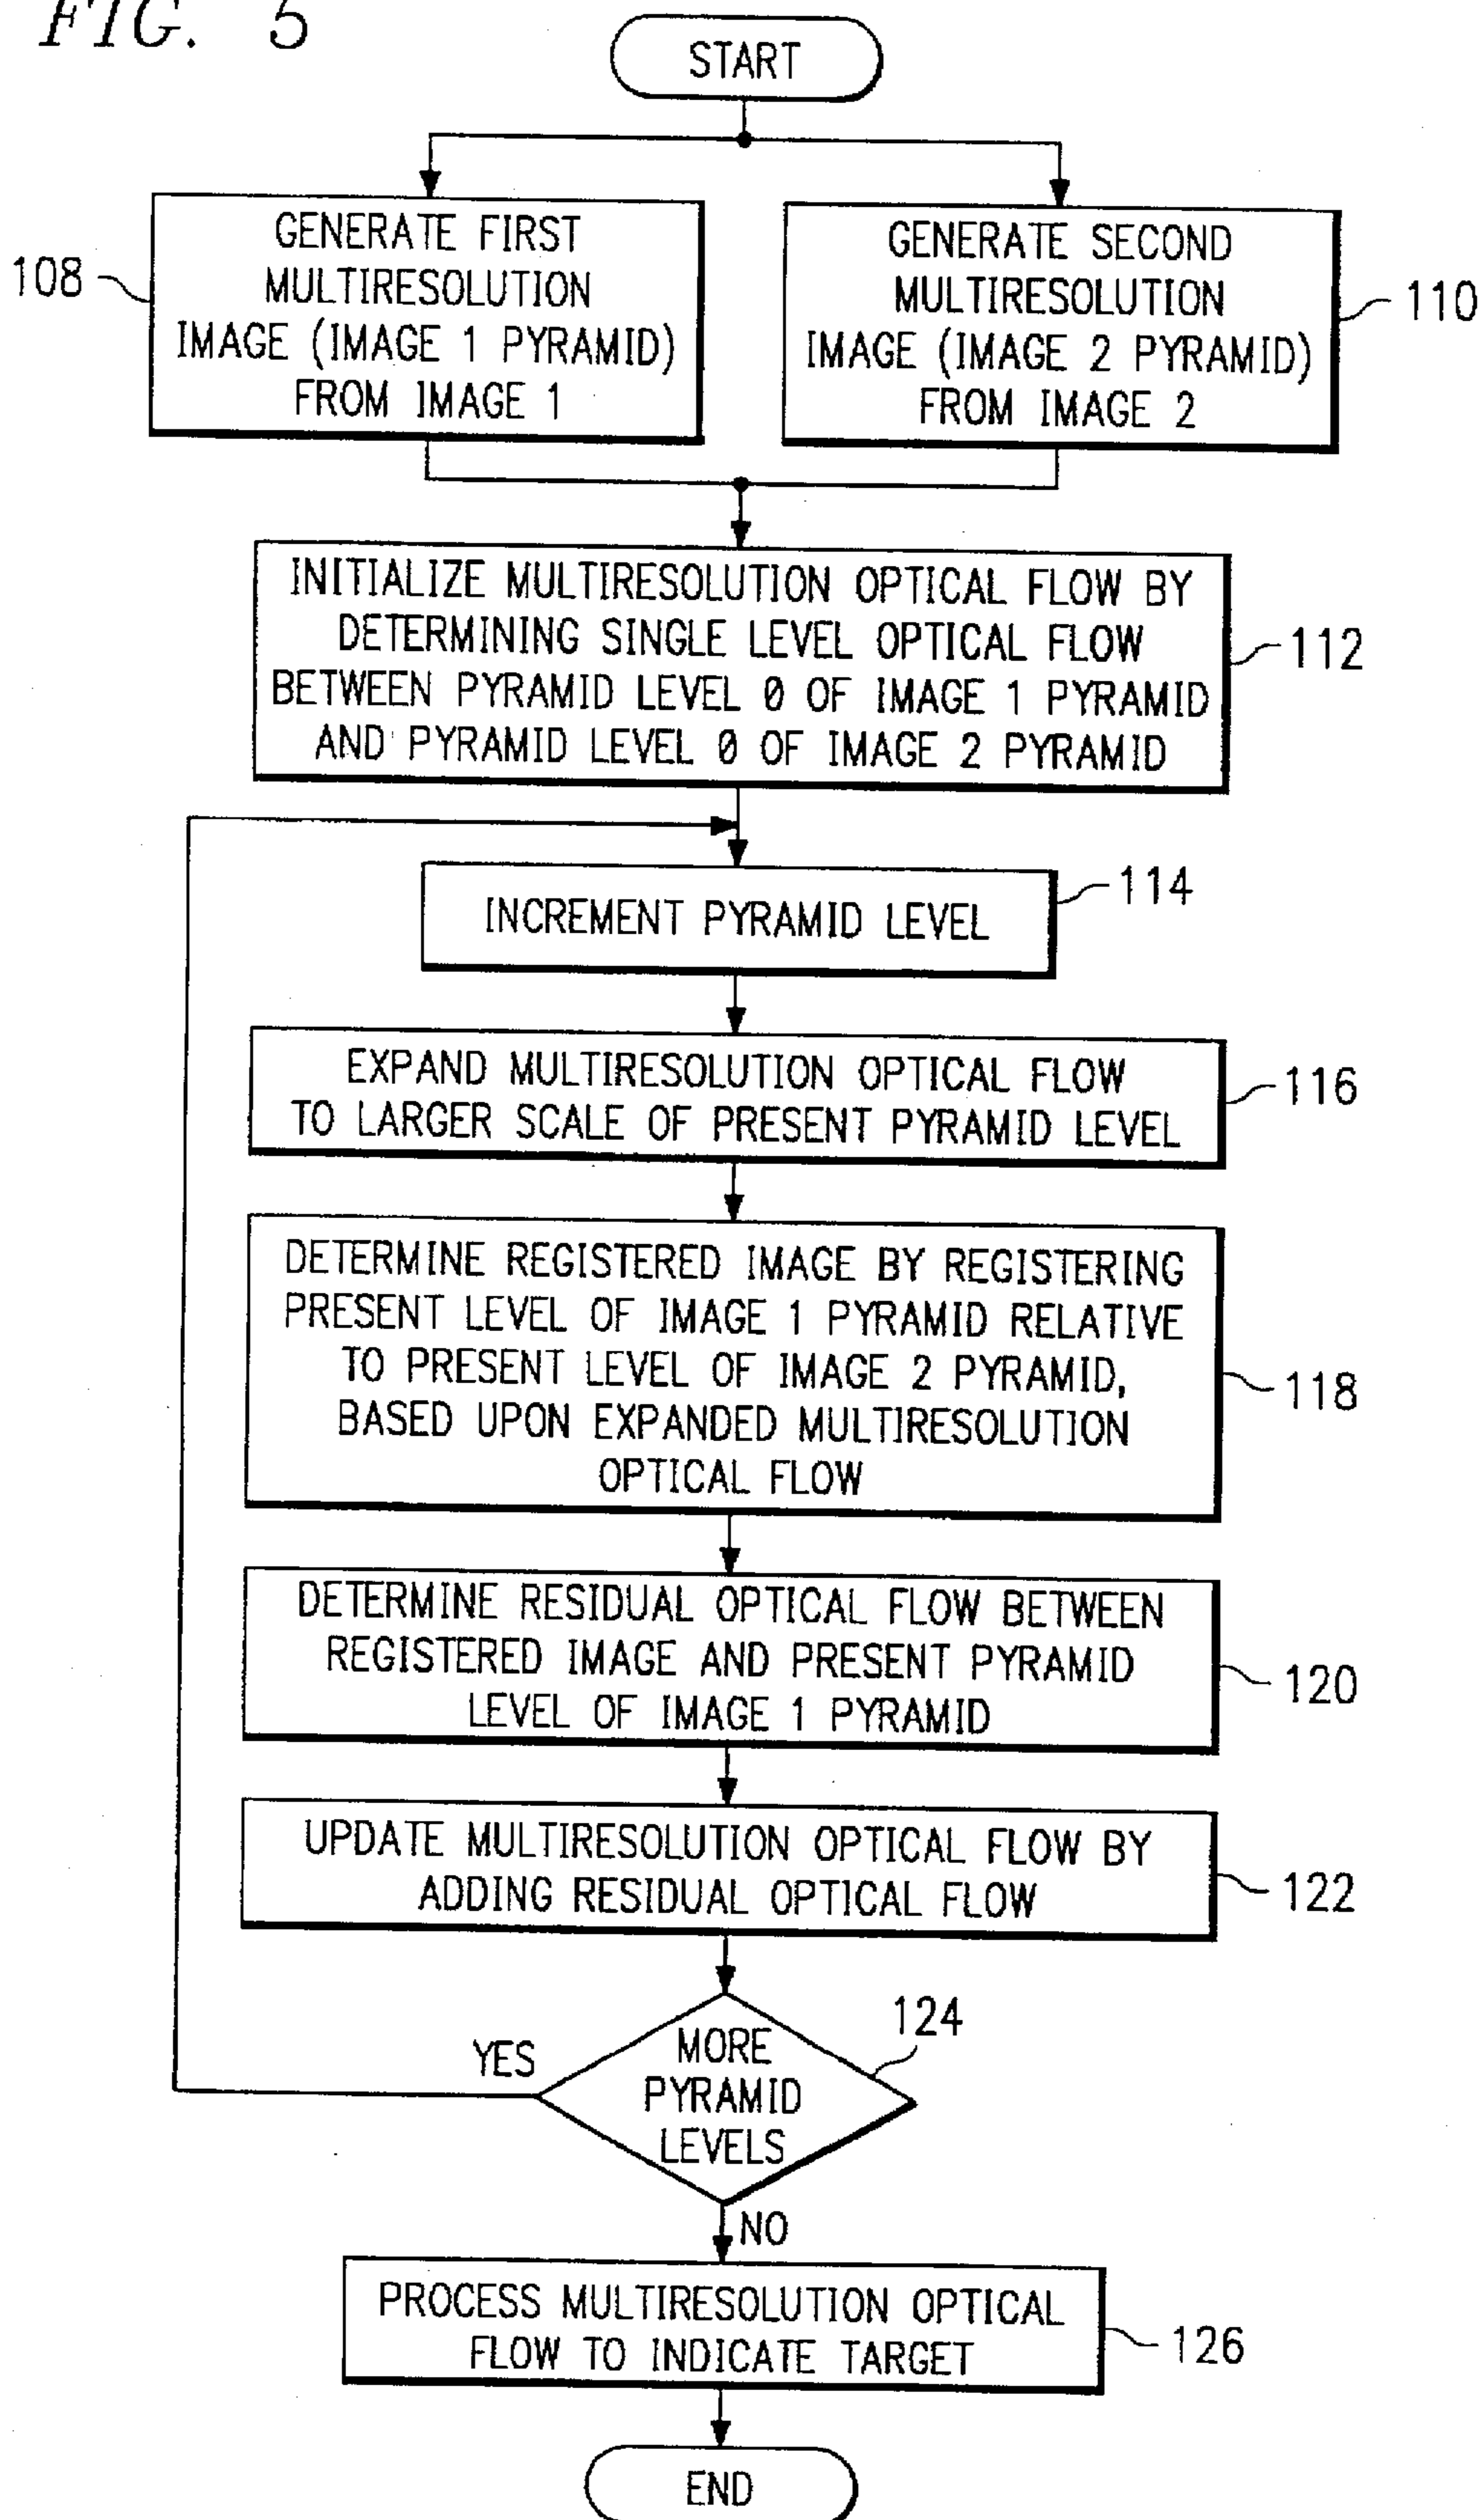 FIG. 5
START
108
GENERATE FIRST
MULTIRESOLUTION
IMAGE (IMAGE 1 PYRAMID)
FROM IMAGE 1
GENERATE SECOND
MULTIRESOLUTION
IMAGE (IMAGE 2 PYRAMID)
FROM IMAGE 2
110
INITIALIZE MULTIRESOLUTION OPTICAL FLOW BY
DETERMINING SINGLE LEVEL OPTICAL FLOW
BETWEEN PYRAMID LEVEL 0 OF IMAGE 1 PYRAMID
AND PYRAMID LEVEL 0 OF IMAGE 2 PYRAMID
112
INCREMENT PYRAMID LEVEL
114
EXPAND MULTIRESOLUTION OPTICAL FLOW
TO LARGER SCALE OF PRESENT PYRAMID LEVEL
116
DETERMINE REGISTERED IMAGE BY REGISTERING
PRESENT LEVEL OF IMAGE 1 PYRAMID RELATIVE
TO PRESENT LEVEL OF IMAGE 2 PYRAMID,
BASED UPON EXPANDED MULTIRESOLUTION
OPTICAL FLOW
118
DETERMINE RESIDUAL OPTICAL FLOW BETWEEN
REGISTERED IMAGE AND PRESENT PYRAMID
LEVEL OF IMAGE 1 PYRAMID
120
UPDATE MULTIRESOLUTION OPTICAL FLOW BY
ADDING RESIDUAL OPTICAL FLOW
122
124
YES
MORE
PYRAMID
LEVELS
NO
PROCESS MULTIRESOLUTION OPTICAL
FLOW TO INDICATE TARGET
126
END